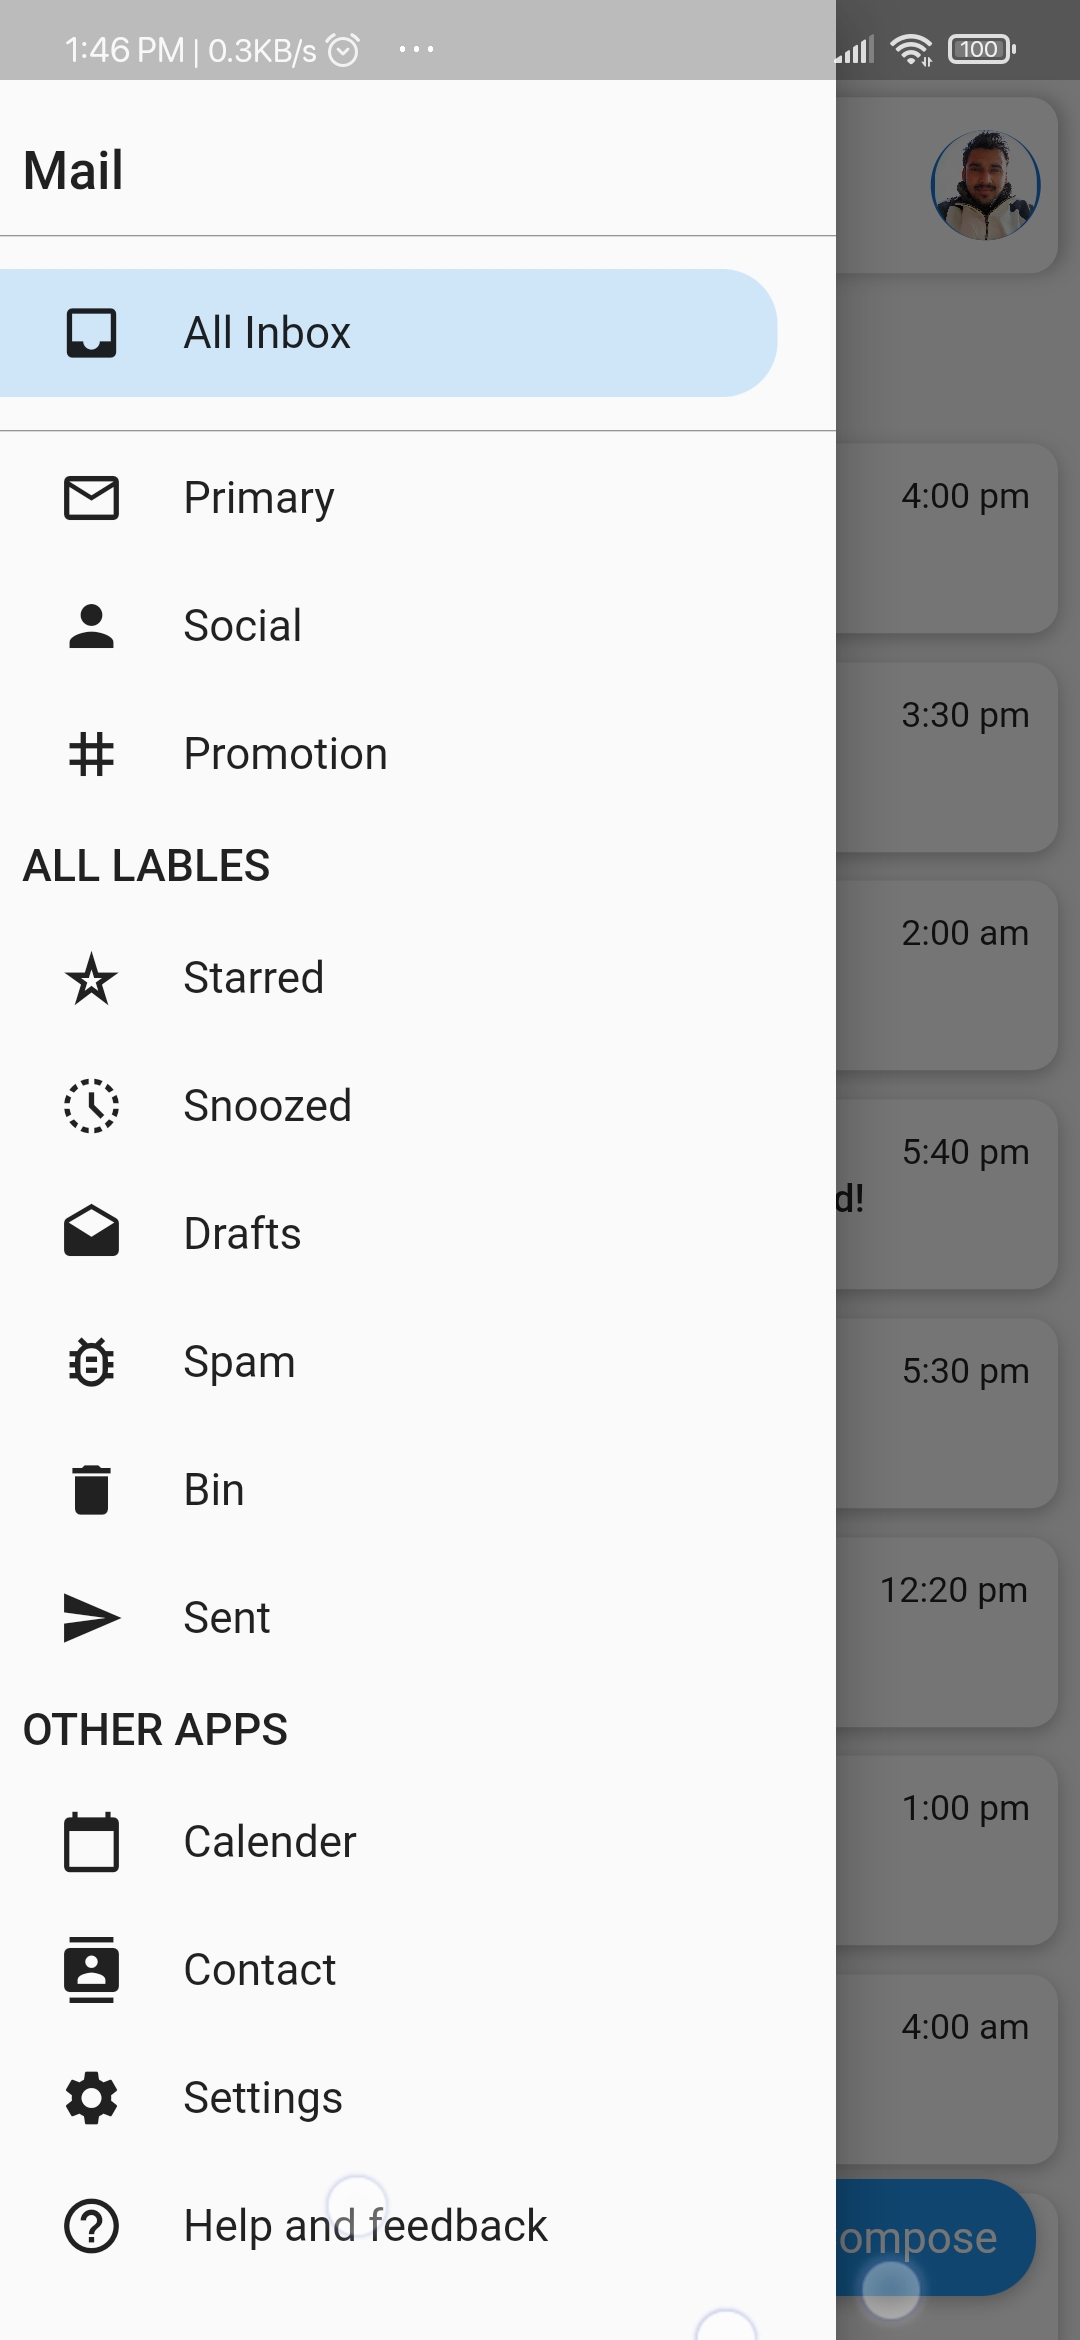 1:46 PM | 0.3KB/s ... 100
Mail
All Inbox
Primary
4:00 pm
Social
3:30 pm
Promotion
ALL LABLES
2:00 am
Starred
Snoozed
5:40 pm
d!
Drafts
Spam
5:30 pm
Bin
12:20 pm
Sent
OTHER APPS
1:00 pm
Calender
Contact
4:00 am
Settings
Help and feedback
ompose